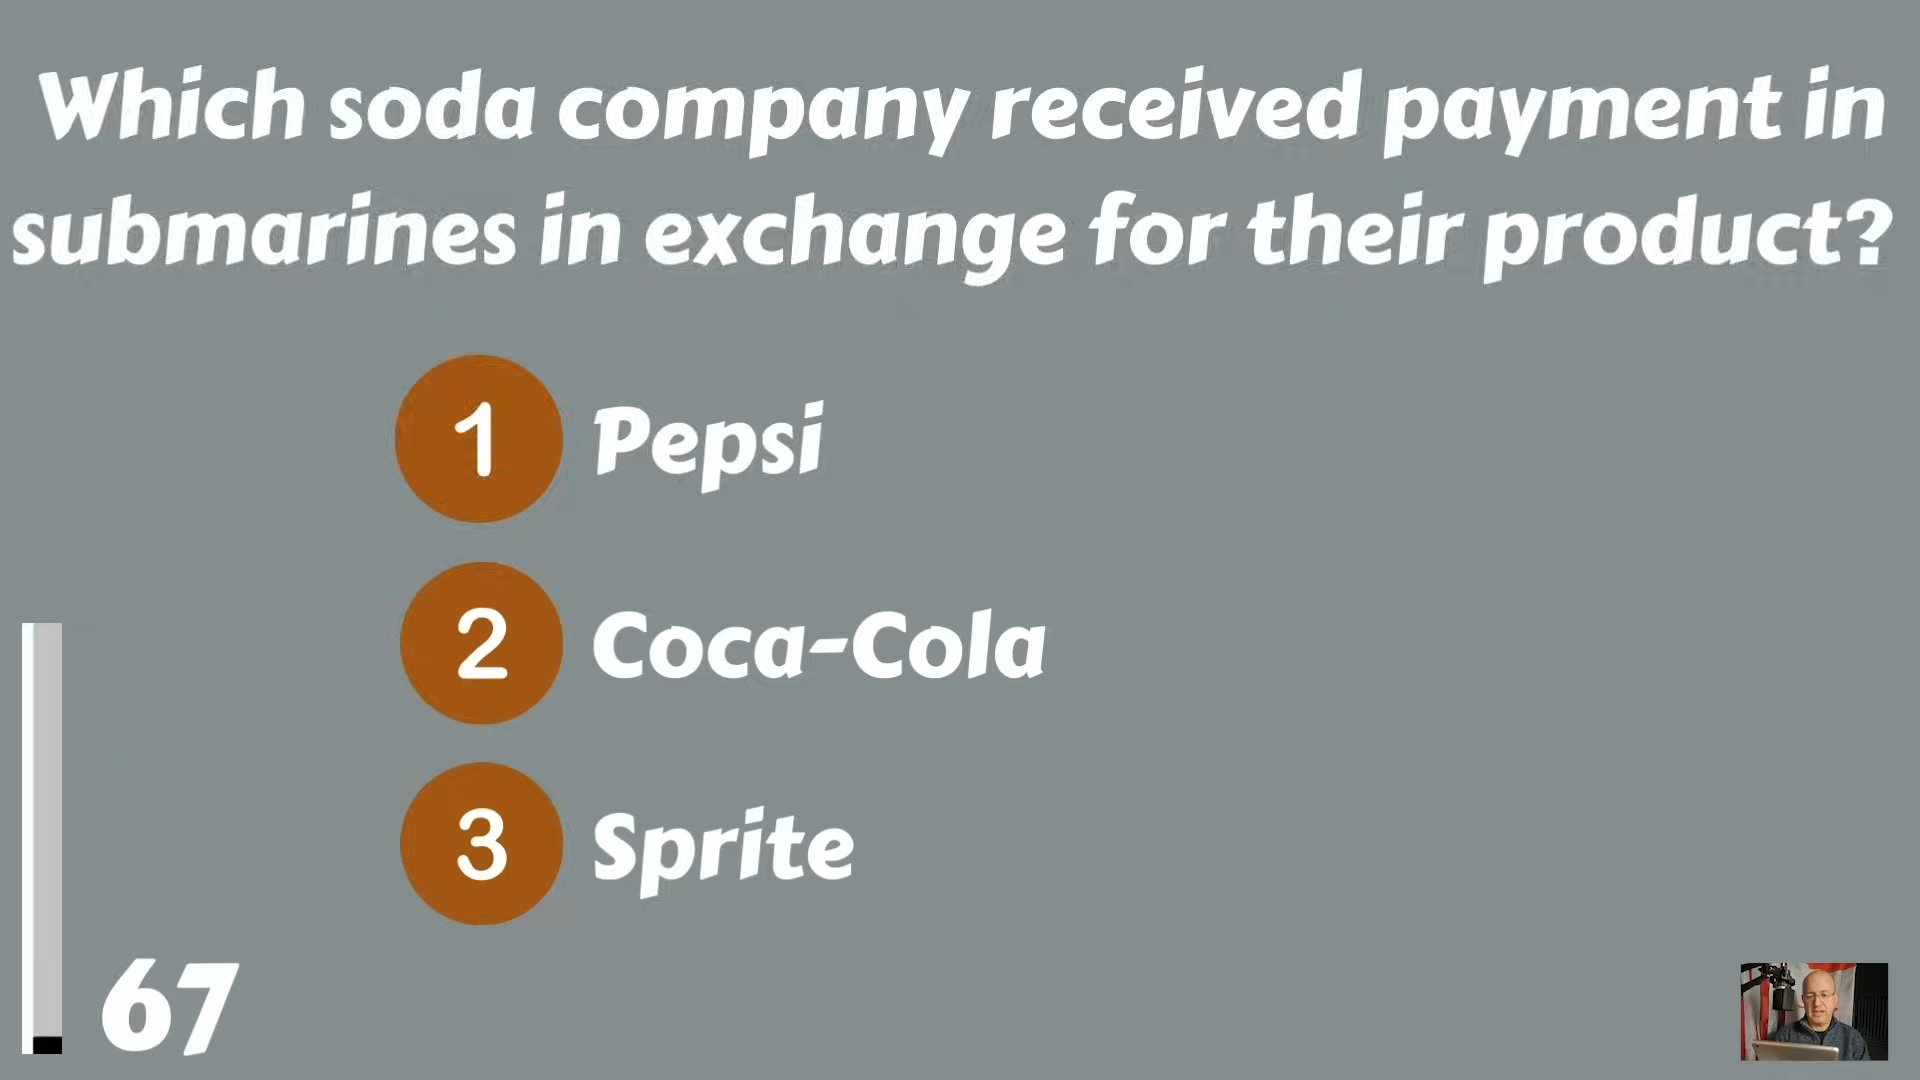 Which soda company received payment in
submarines in exchange for their product?
1 Pepsi
2 Coca-Cola
3 Sprite
67